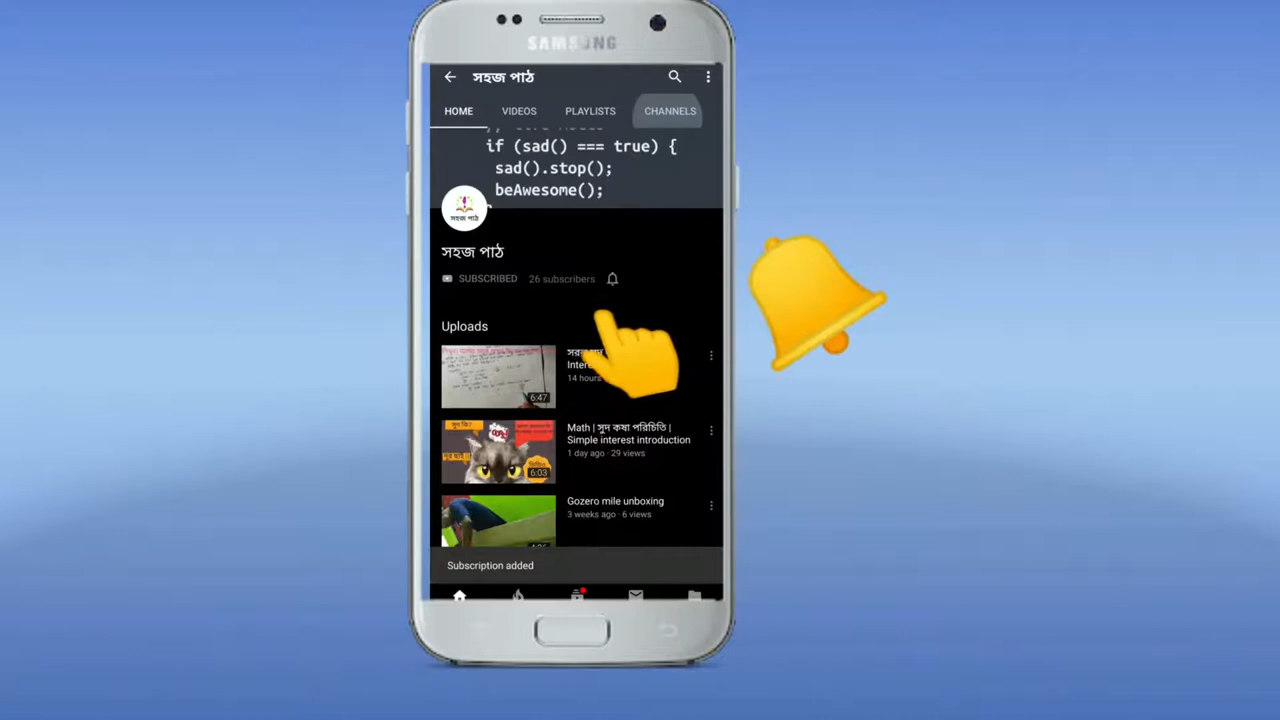 SAMSUNG
সহজ পাঠ
HOME VIDEOS PLAYLISTS CHANNELS
if (sad() === true) {
sad().stop();
beAwesome();
সহজ পাঠ
সহজ পাঠ
SUBSCRIBED 26 subscribers
Uploads
6:47
14 hours
সুদ কি?
6:03
Math | সুদ কষা পরিচিতি |
Simple interest introduction
1 day ago · 29 views
Gozero mile unboxing
3 weeks ago · 6 views
Subscription added